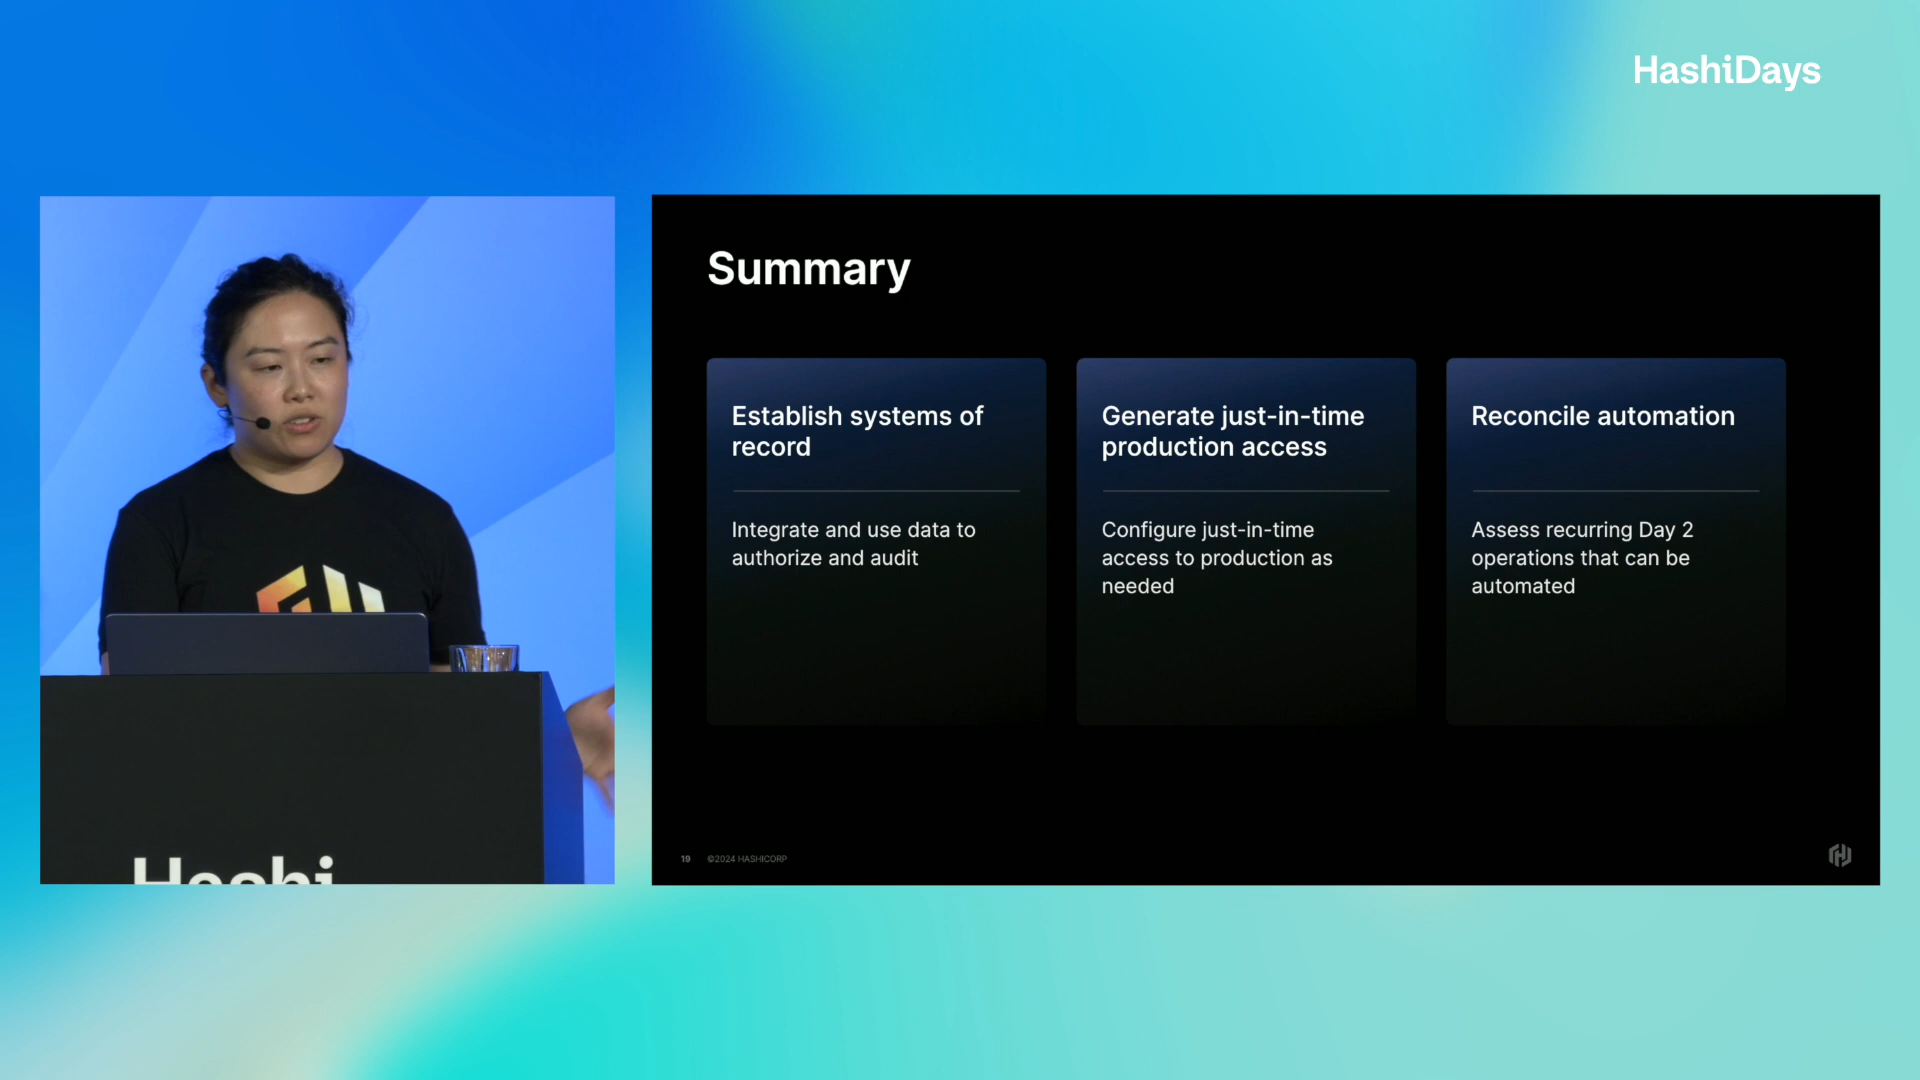 HashiDays
Summary
Establish systems of
record
Integrate and use data to
authorize and audit
Generate just-in-time
production access
Configure just-in-time
access to production as
needed
Reconcile automation
Assess recurring Day 2
operations that can be
automated
19 ©2024 HASHICORP
Hashi